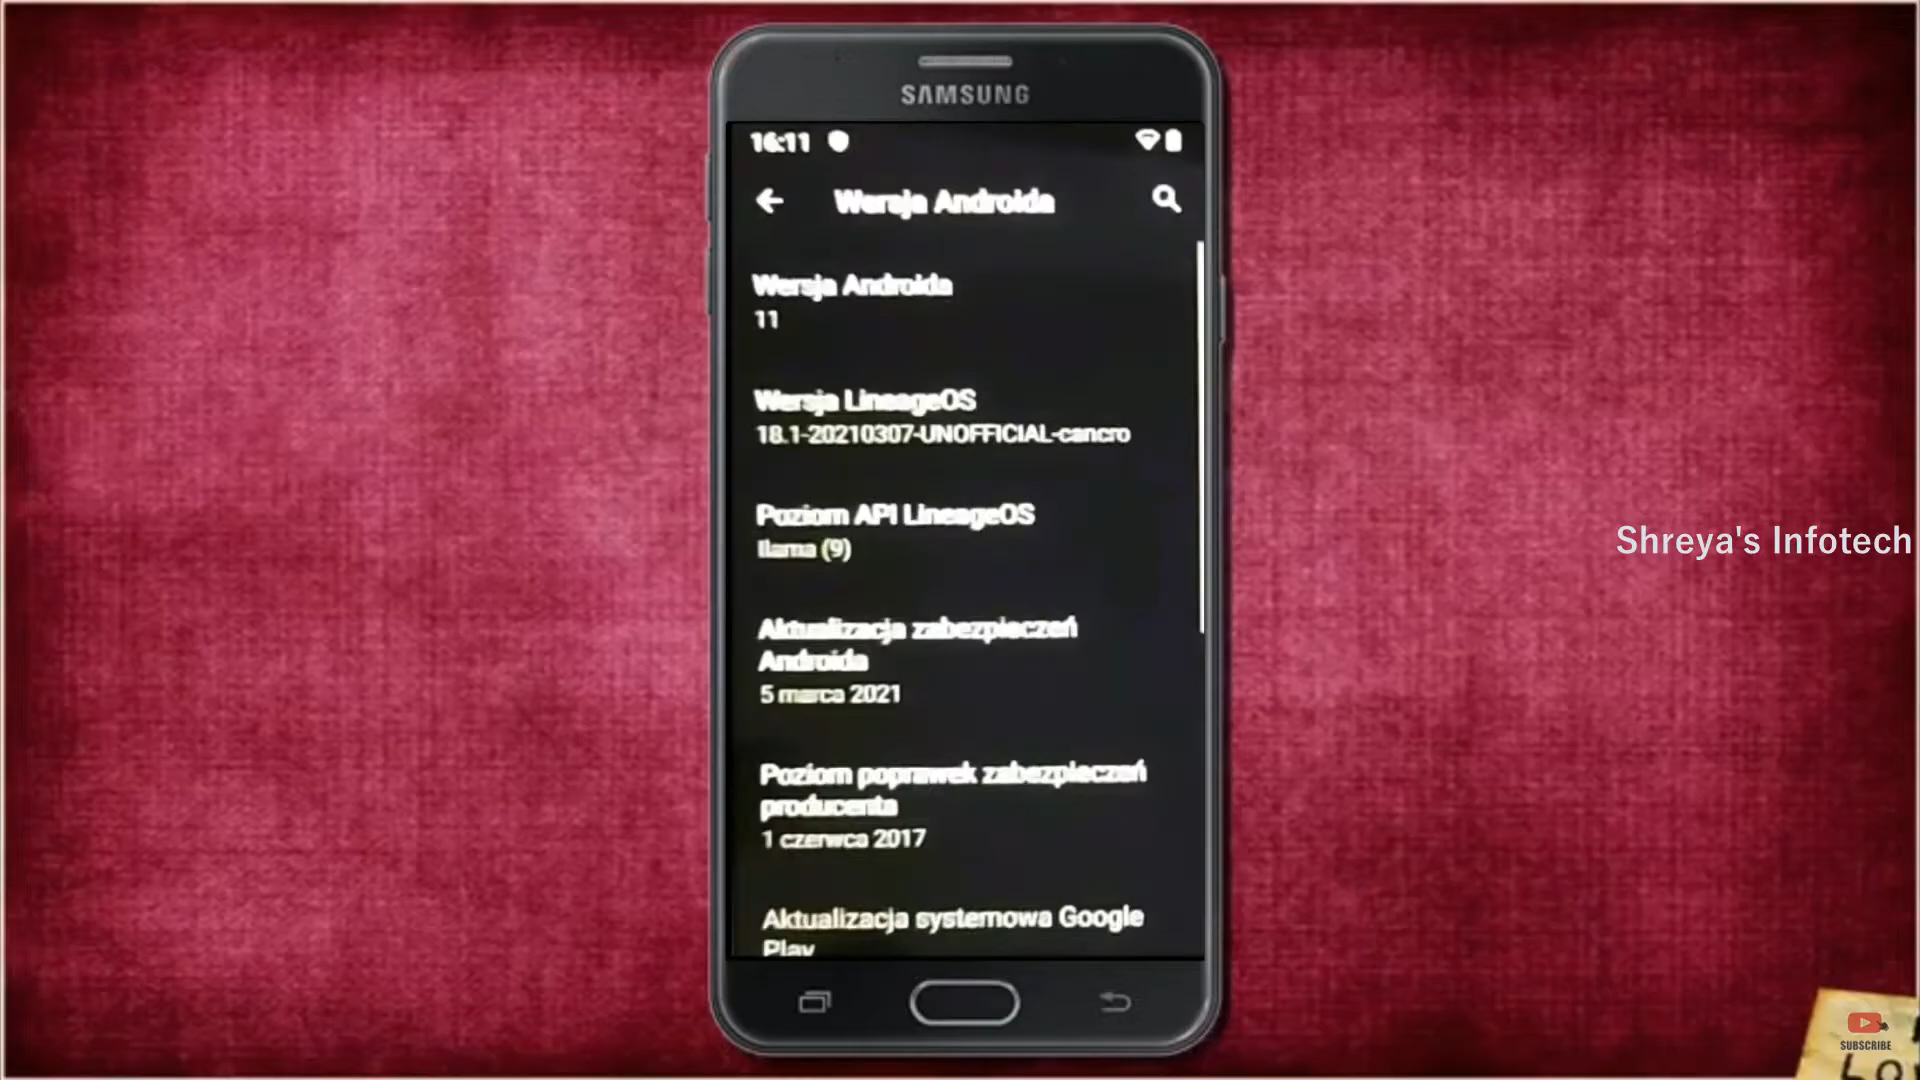 SAMSUNG
16:11
Wersja Androida
Wersja Androida
11
Wersja LineageOS
18.1-20210307-UNOFFICIAL-cancro
Poziom API LineageOS
llama (9)
Aktualizacja zabezpieczeń
Androida
5 marca 2021
Poziom poprawek zabezpieczeń
producenta
1 czerwca 2017
Aktualizacja systemowa Google
Play
Shreya's Infotech
SUBSCRIBE